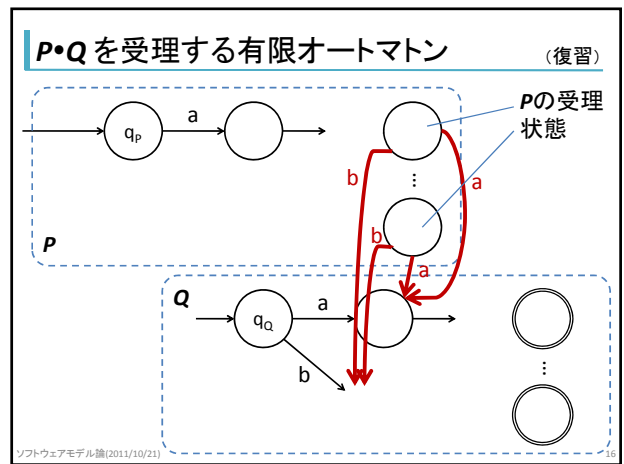 P•Q を受理する有限オートマトン
(復習)
Pの受理
状態
a
qP
b
⋮
a
b
P
a
Q
a
qQ
b
⋮
ソフトウェアモデル論(2011/10/21)
16